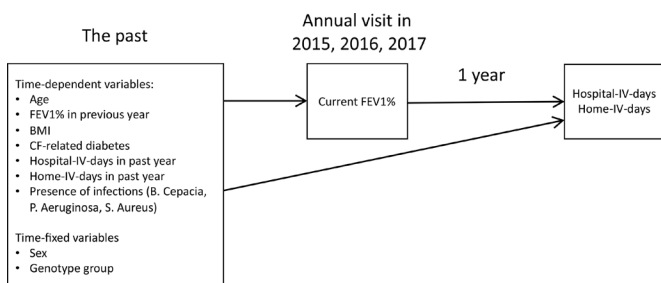 The past
Time-dependent variables:
• Age
• FEV1% in previous year
• BMI
• CF-related diabetes
• Hospital-IV-days in past year
• Home-IV-days in past year
• Presence of infections (B. Cepacia,
P. Aeruginosa, S. Aureus)
Time-fixed variables
• Sex
• Genotype group
Annual visit in
2015, 2016, 2017
Current FEV1%
1 year
Hospital-IV-days
Home-IV-days